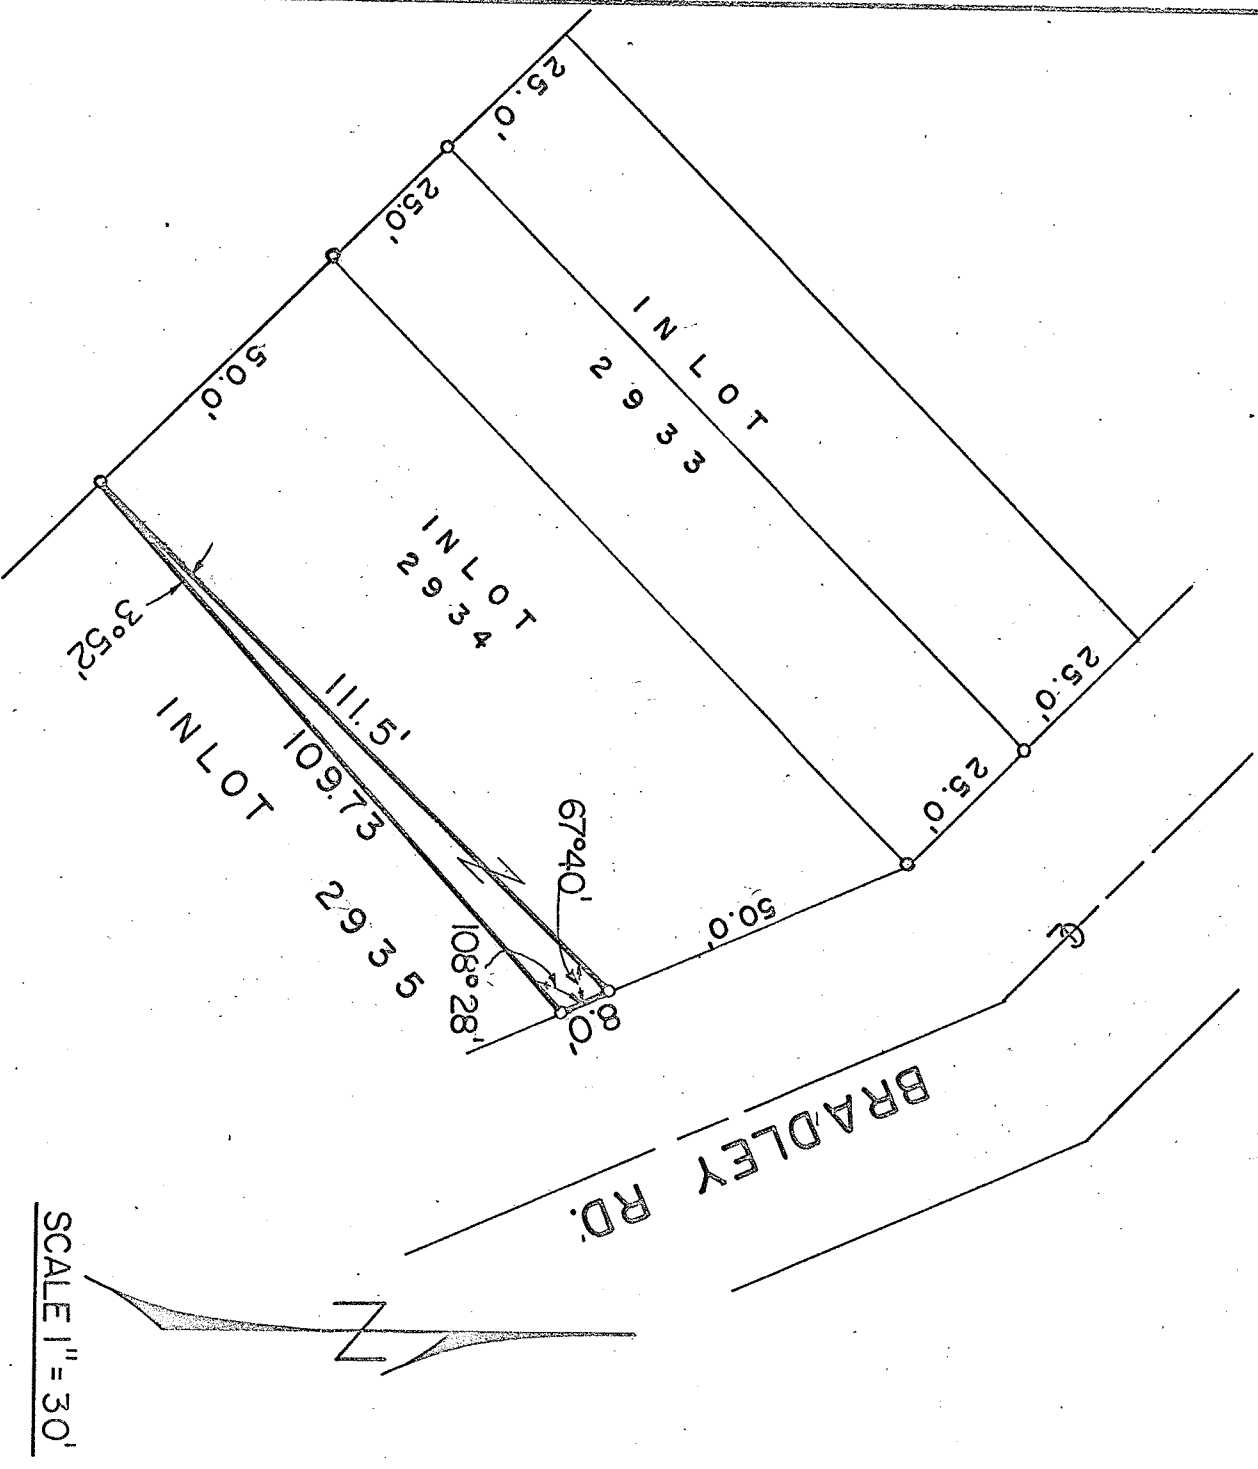 25.0'
25.0'
50.0'
INLOT
2933
INLOT
2934
25.0'
25.0'
50.0'
3°52'
111.5'
109.73
67°40'
108°28'
8.0'
INLOT 2935
BRADLEY RD.
N
SCALE 1" = 30'